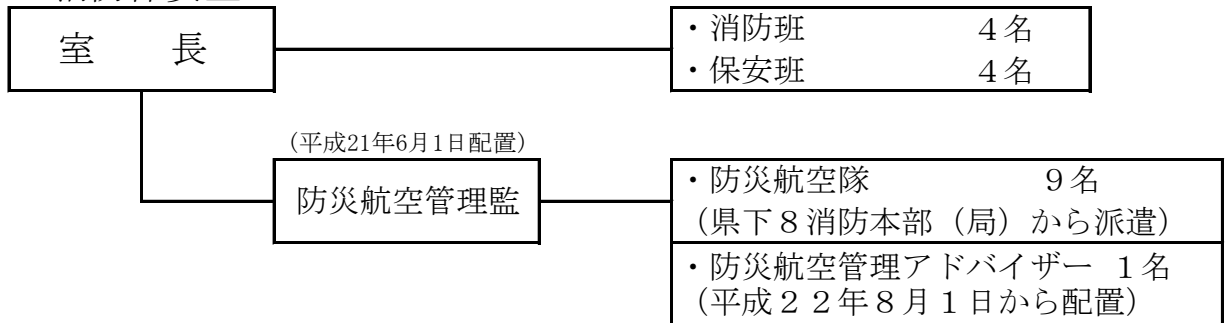 室　　長
・消防班　　　　　４名
・保安班　　　　　４名
（平成21年6月1日配置）
防災航空管理監
・防災航空隊　　　　　９名
（県下８消防本部（局）から派遣）
・防災航空管理アドバイザー １名
（平成２２年８月１日から配置）